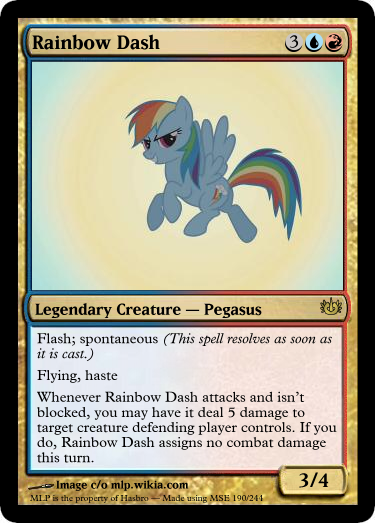 Rainbow Dash 3
Legendary Creature — Pegasus
Flash; spontaneous (This spell resolves as soon as
it is cast.)
Flying, haste
Whenever Rainbow Dash attacks and isn't
blocked, you may have it deal 5 damage to
target creature defending player controls. If you
do, Rainbow Dash assigns no combat damage
this turn.
3/4
Image c/o mlp.wikia.com
MLP is the property of Hasbro — Made using MSE 190/244